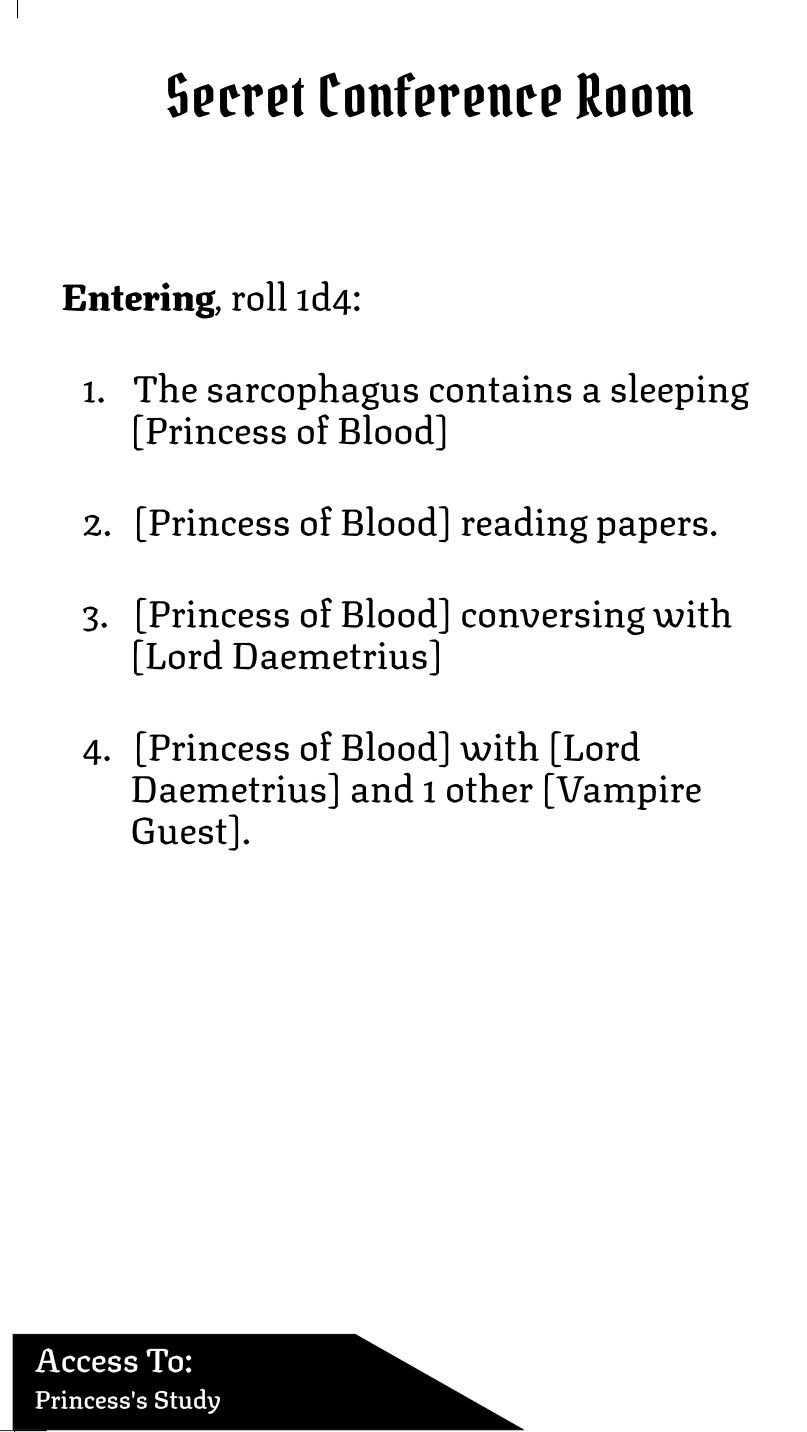 Secret Conference Room
Entering, roll 1d4:
1. The sarcophagus contains a sleeping
[Princess of Blood]
2. [Princess of Blood] reading papers.
3. [Princess of Blood] conversing with
[Lord Daemetrius]
4. [Princess of Blood] with [Lord
Daemetrius] and 1 other [Vampire
Guest].
Access To:
Princess's Study